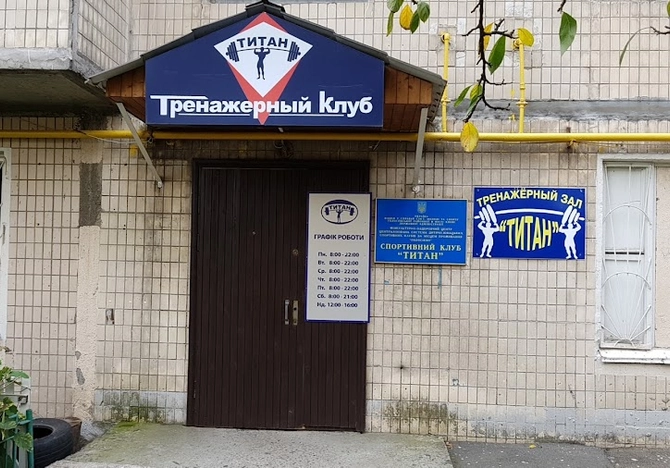 ТИТАН
Тренажерный Клуб
ТИТАН
ГРАФІК РОБОТИ
Пн. 8:00 - 22:00
Вт. 8:00 - 22:00
Ср. 8:00 - 22:00
Чт. 8:00 - 22:00
Пт. 8:00 - 22:00
Сб. 8:00 - 21:00
Нд. 12:00 - 16:00
СПОРТИВНИЙ КЛУБ
"ТИТАН"
ТРЕНАЖЁРНЫЙ ЗАЛ
"ТИТАН"